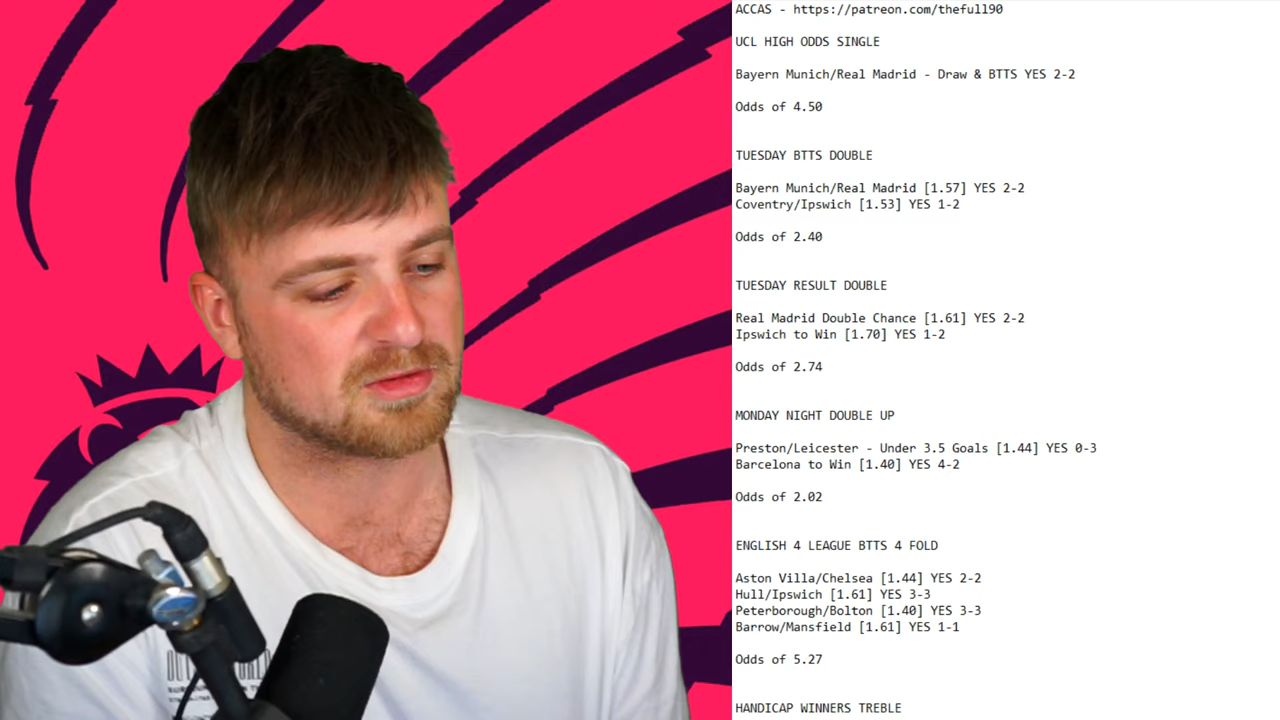 ACCAS - https://patreon.com/thefull90
UCL HIGH ODDS SINGLE
Bayern Munich/Real Madrid - Draw & BTTS YES 2-2
Odds of 4.50
TUESDAY BTTS DOUBLE
Bayern Munich/Real Madrid [1.57] YES 2-2
Coventry/Ipswich [1.53] YES 1-2
Odds of 2.40
TUESDAY RESULT DOUBLE
Real Madrid Double Chance [1.61] YES 2-2
Ipswich to Win [1.70] YES 1-2
Odds of 2.74
MONDAY NIGHT DOUBLE UP
Preston/Leicester - Under 3.5 Goals [1.44] YES 0-3
Barcelona to Win [1.40] YES 4-2
Odds of 2.02
ENGLISH 4 LEAGUE BTTS 4 FOLD
Aston Villa/Chelsea [1.44] YES 2-2
Hull/Ipswich [1.61] YES 3-3
Peterborough/Bolton [1.40] YES 3-3
Barrow/Mansfield [1.61] YES 1-1
Odds of 5.27
HANDICAP WINNERS TREBLE